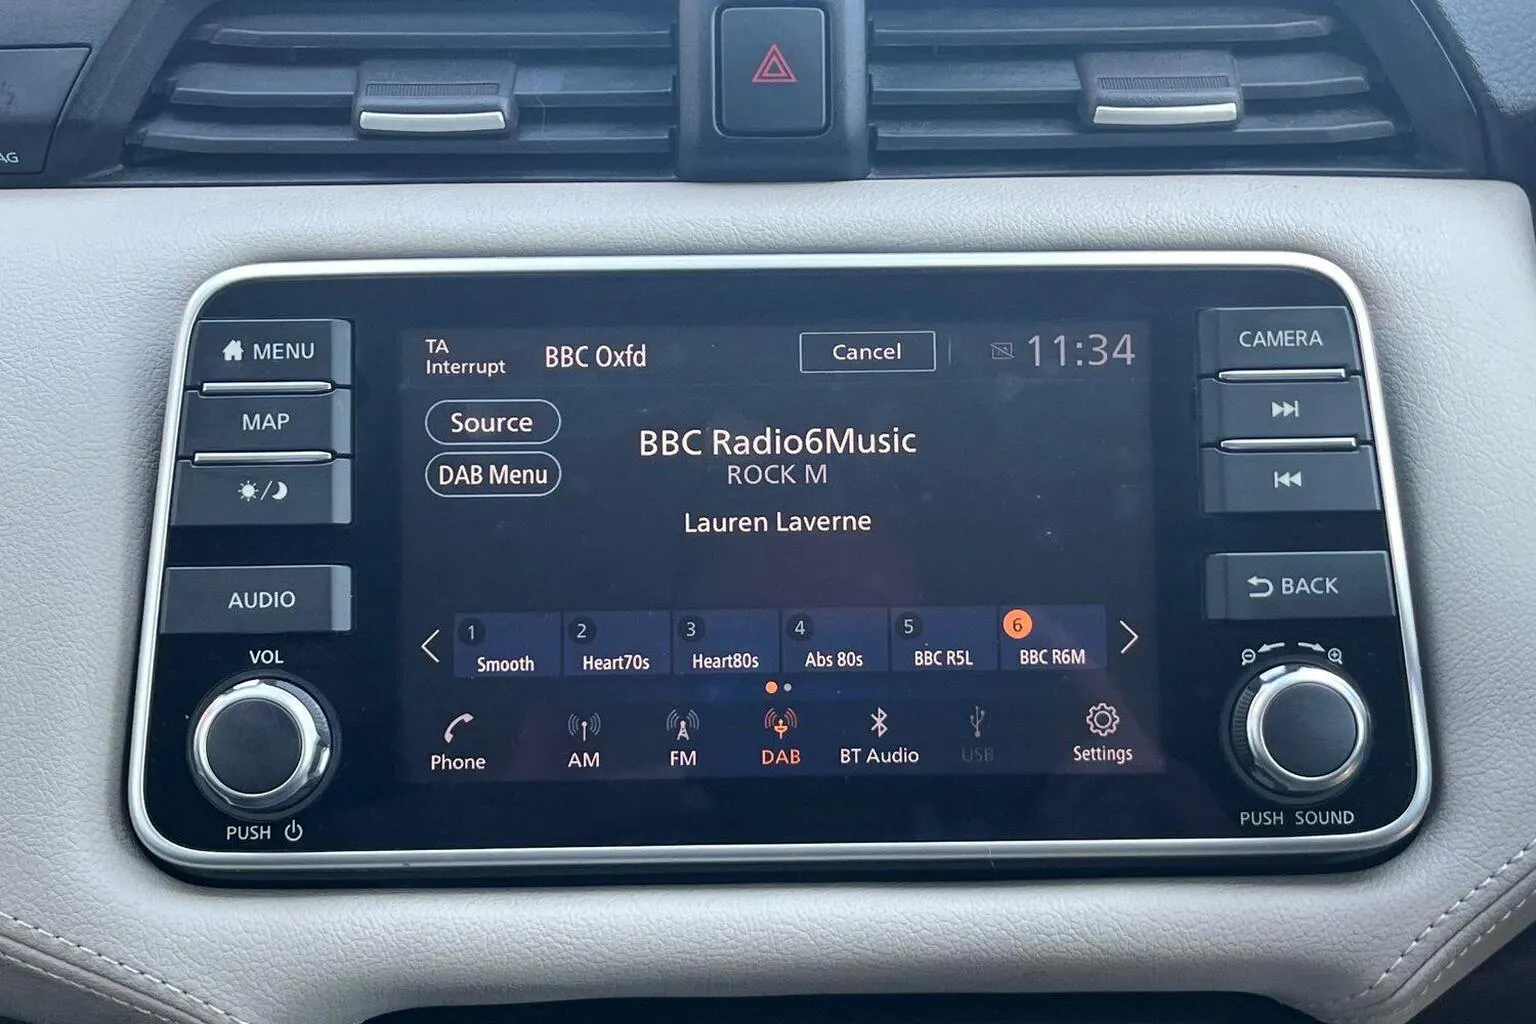 AG
MENU
MAP
AUDIO
VOL
PUSH
TA
Interrupt
BBC Oxfd
Cancel
11:34
Source
DAB Menu
BBC Radio6Music
ROCK M
Lauren Laverne
1 Smooth
2 Heart70s
3 Heart80s
4 Abs 80s
5 BBC R5L
6 BBC R6M
Phone
AM
FM
DAB
BT Audio
USB
Settings
CAMERA
BACK
PUSH SOUND